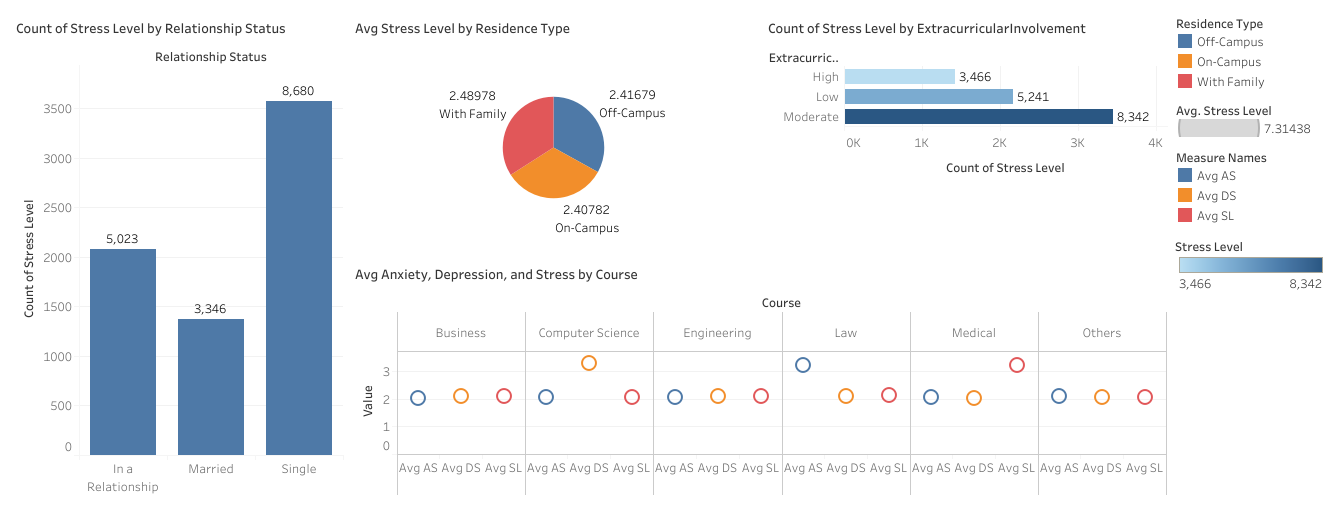 Count of Stress Level by Relationship Status
Relationship Status
Count of Stress Level
3500
3000
2500
2000
1500
1000
500
0
5,023
3,346
8,680
In a
Relationship
Married
Single
Avg Stress Level by Residence Type
2.48978
With Family
2.41679
Off-Campus
2.40782
On-Campus
Count of Stress Level by ExtracurricularInvolvement
Extracurric..
High
3,466
Low
5,241
Moderate
8,342
0K 1K 2K 3K 4K
Count of Stress Level
Avg Anxiety, Depression, and Stress by Course
Course
Business Computer Science Engineering Law Medical Others
Value
3
2
1
0
Avg AS Avg DS Avg SL Avg AS Avg DS Avg SL Avg AS Avg DS Avg SL Avg AS Avg DS Avg SL Avg AS Avg DS Avg SL Avg AS Avg DS Avg SL
Residence Type
Off-Campus
On-Campus
With Family
Avg. Stress Level
7.31438
Measure Names
Avg AS
Avg DS
Avg SL
Stress Level
3,466 8,342